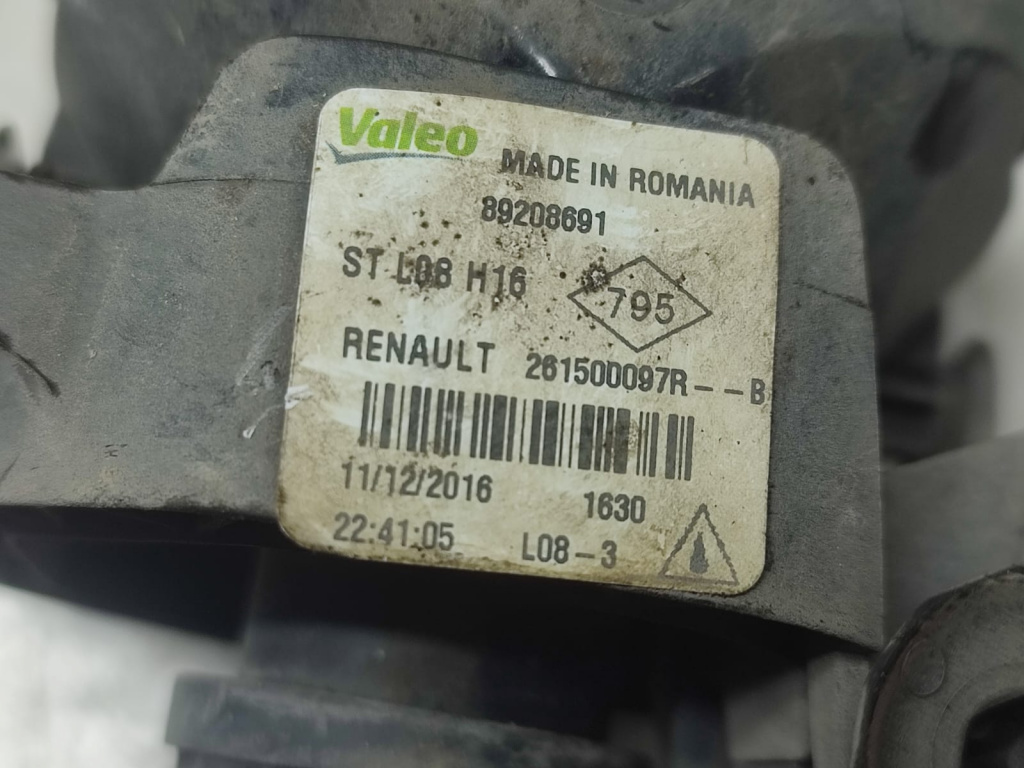 Valeo
MADE IN ROMANIA
89208691
ST L08 H16
795
RENAULT 261500097R--B
11/12/2016 1630
22:41:05 L08-3